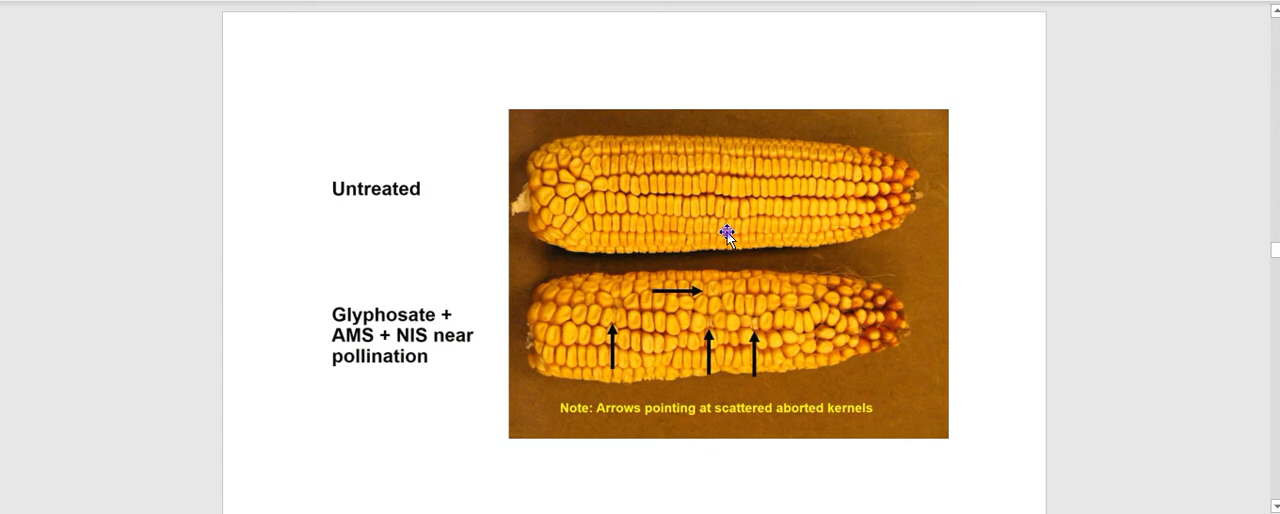 Untreated
Glyphosate +
AMS + NIS near
pollination
Note: Arrows pointing at scattered aborted kernels